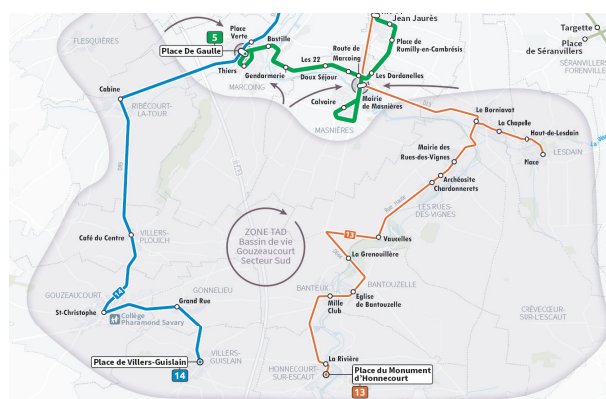 Jean Jaurès
Targette
Place
de Séranvillers
SÉRANVILLERS
FORENVILLE
FLESQUIÈRES
Place
Verte
5
Place De Gaulle
Bastille
Thiers
Gendarmerie
MARCOING
Les 22
Doux Séjour
Route de
Marcoing
Place de
Rumilly-en-Cambrésis
Les Dardanelles
Calvaire
Mairie
de Masnières
MASNIÈRES
Cabine
RIBÉCOURT-
LA-TOUR
Le Borniavat
La Chapelle
Haut-de-Lesdain
LESDAIN
Place
Mairie des
Rues-des-Vignes
Archéosite
Chardonnerets
LES RUES-
DES-VIGNES
Vaucelles
13
La Grenouillère
ZONE TAD
Bassin de vie
Gouzeaucourt
Secteur Sud
Café du Centre
VILLERS-
PLOUICH
BANTEUX
BANTOUZELLE
Mille
Club
Eglise
de Bantouzelle
GOUZEAUCOURT
14
GONNELIEU
Grand Rue
St-Christophe
Collège
Pharamond Savary
CRÈVECŒUR-
SUR-L'ESCAUT
Place de Villers-Guislain
14
VILLERS-
GUISLAIN
La Rivière
HONNECOURT-
SUR-ESCAUT
Place du Monument
d'Honnecourt
13